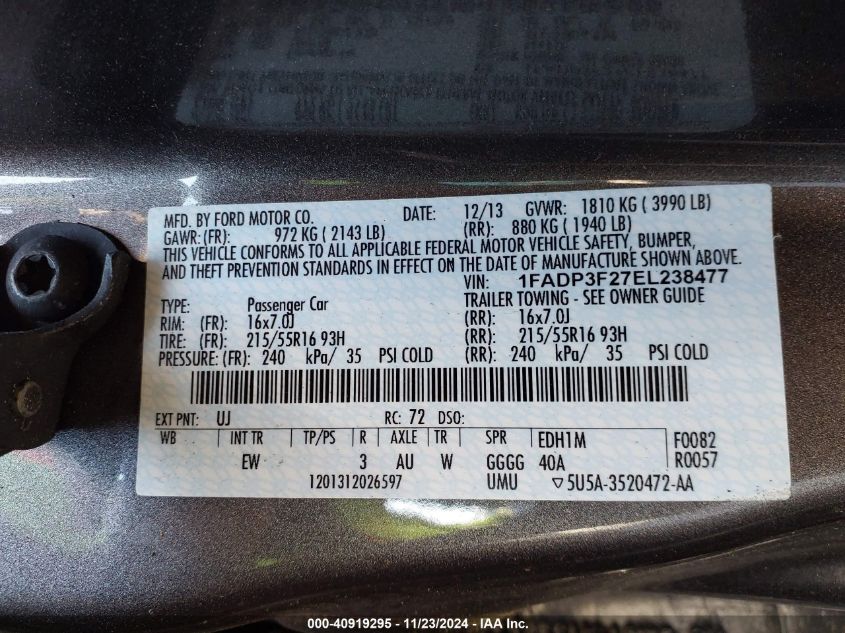 MFD. BY FORD MOTOR CO. DATE: 12/13 GVWR: 1810 KG ( 3990 LB)
GAWR: (FR): 972 KG ( 2143 LB) (RR): 880 KG ( 1940 LB)
THIS VEHICLE CONFORMS TO ALL APPLICABLE FEDERAL MOTOR VEHICLE SAFETY, BUMPER,
AND THEFT PREVENTION STANDARDS IN EFFECT ON THE DATE OF MANUFACTURE SHOWN ABOVE.
VIN: 1FADP3F27EL238477
TYPE: Passenger Car TRAILER TOWING - SEE OWNER GUIDE
RIM: (FR): 16x7.0J (RR): 16x7.0J
TIRE: (FR): 215/55R16 93H (RR): 215/55R16 93H
PRESSURE: (FR): 240 kPa/ 35 PSI COLD (RR): 240 kPa/ 35 PSI COLD
EXT PNT: UJ RC: 72 DSO:
WB INT TR TP/PS R AXLE TR SPR EDH1M F0082
EW 3 AU W GGGG 40A R0057
1201312026597 UMU ▽5U5A-3520472-AA
000-40919295 - 11/23/2024 - IAA Inc.